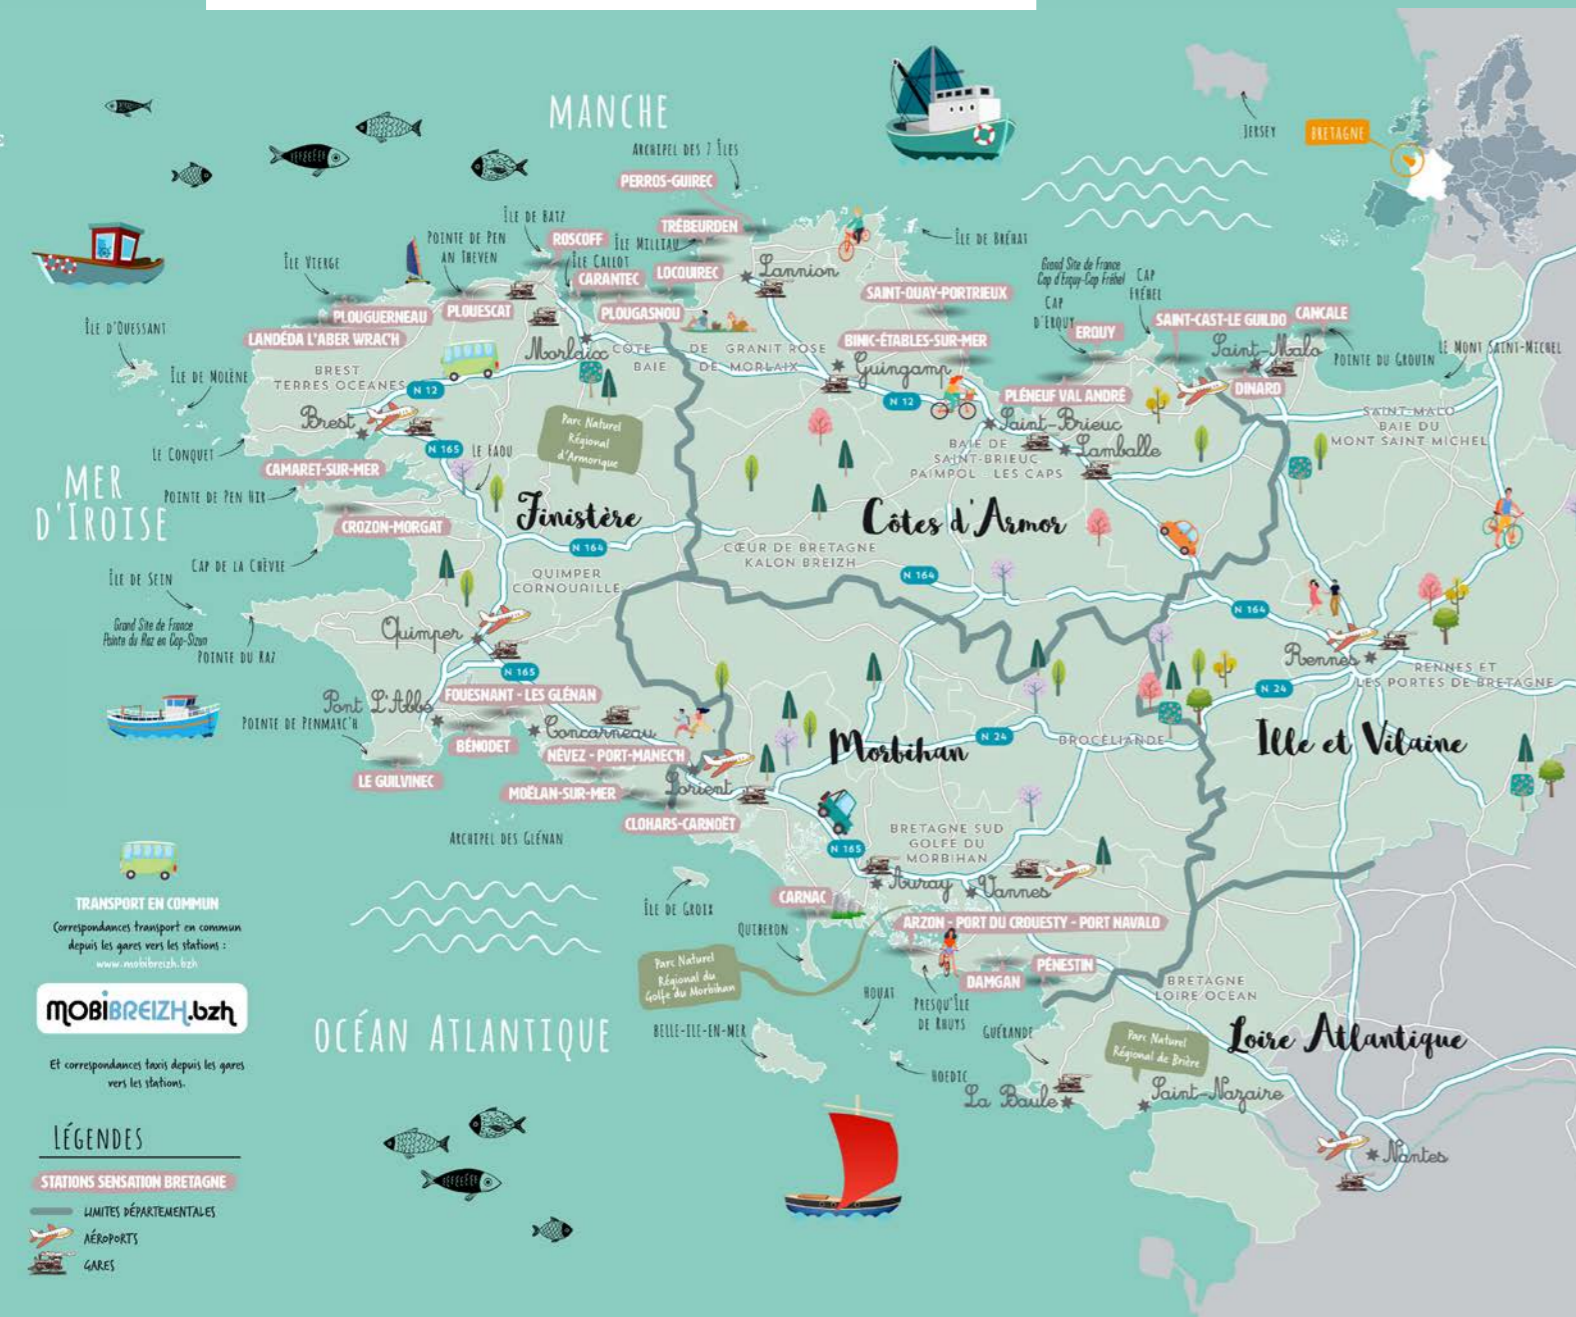 MANCHE
JERSEY
BRETAGNE
ARCHIPEL DES 7 ÎLES
PERROS-GUIREC
TRÉBEURDEN
ÎLE DE BATZ
ROSCOFF
ÎLE MILLIAU
ÎLE CALLOT
CARANTEC
LOCQUIREC
PLOUGASNOU
POINTE DE PEN
AN THEVEN
PLOUESCAT
ÎLE VIERGE
PLOUGUERNEAU
LANDÉDA L'ABER WRAC'H
ÎLE D'OUESSANT
ÎLE DE MOLÈNE
BREST
TERRES OCÉANES
N 12
Brest
Morlaix
Lannion
ÎLE DE BRÉHAT
SAINT-QUAY-PORTRIEUX
BINIC-ÉTABLES-SUR-MER
CÔTE DE GRANIT ROSE
BAIE DE MORLAIX
Guingamp
N 12
Grand Site de France
Cap d'Erquy-Cap Fréhel
CAP
FRÉHEL
CAP
D'ERQUY
ERQUY
SAINT-CAST-LE GUILDO
CANCALE
Saint-Malo
POINTE DU GROUIN
LE MONT SAINT-MICHEL
DINARD
PLÉNEUF VAL ANDRÉ
Saint-Brieuc
Lamballe
BAIE DE
SAINT-BRIEUC
PAIMPOL LES CAPS
SAINT-MALO
BAIE DU
MONT SAINT-MICHEL
LE CONQUET
N 165
LE FAOU
Parc Naturel
Régional
d'Armorique
CAMARET-SUR-MER
MER
D'IROISE
POINTE DE PEN HIR
CROZON-MORGAT
CAP DE LA CHÈVRE
Finistère
N 164
Côtes d'Armor
CŒUR DE BRETAGNE
KALON BREIZH
N 164
QUIMPER
CORNOUAILLE
ÎLE DE SEIN
Grand Site de France
Pointe du Raz en Cap-Sizun
POINTE DU RAZ
Quimper
N 165
N 164
Rennes
RENNES ET
LES PORTES DE BRETAGNE
N 24
Pont L'Abbé
FOUESNANT - LES GLÉNAN
POINTE DE PENMARC'H
BÉNODET
Concarneau
NÉVEZ - PORT-MANEC'H
LE GUILVINEC
MOËLAN-SUR-MER
Lorient
CLOHARS-CARNOËT
Morbihan
N 24
BROCÉLIANDE
Ille et Vilaine
ARCHIPEL DES GLÉNAN
N 165
BRETAGNE SUD
GOLFE DU
MORBIHAN
Auray
Vannes
CARNAC
ÎLE DE GROIX
QUIBERON
ARZON - PORT DU CROUESTY - PORT NAVALO
PÉNESTIN
DAMGAN
Parc Naturel
Régional du
Golfe du Morbihan
HOUAT
PRESQU'ÎLE
DE RHUYS
BELLE-ILE-EN-MER
HOEDIC
GUÉRANDE
BRETAGNE
LOIRE OCÉAN
Parc Naturel
Régional de Brière
Loire Atlantique
La Baule
Saint-Nazaire
Nantes
OCÉAN ATLANTIQUE
TRANSPORT EN COMMUN
Correspondances transport en commun
depuis les gares vers les stations :
www.mobibreizh.bzh
MOBIBREIZH.bzh
Et correspondances taxis depuis les gares
vers les stations.
LÉGENDES
STATIONS SENSATION BRETAGNE
LIMITES DÉPARTEMENTALES
AÉROPORTS
GARES